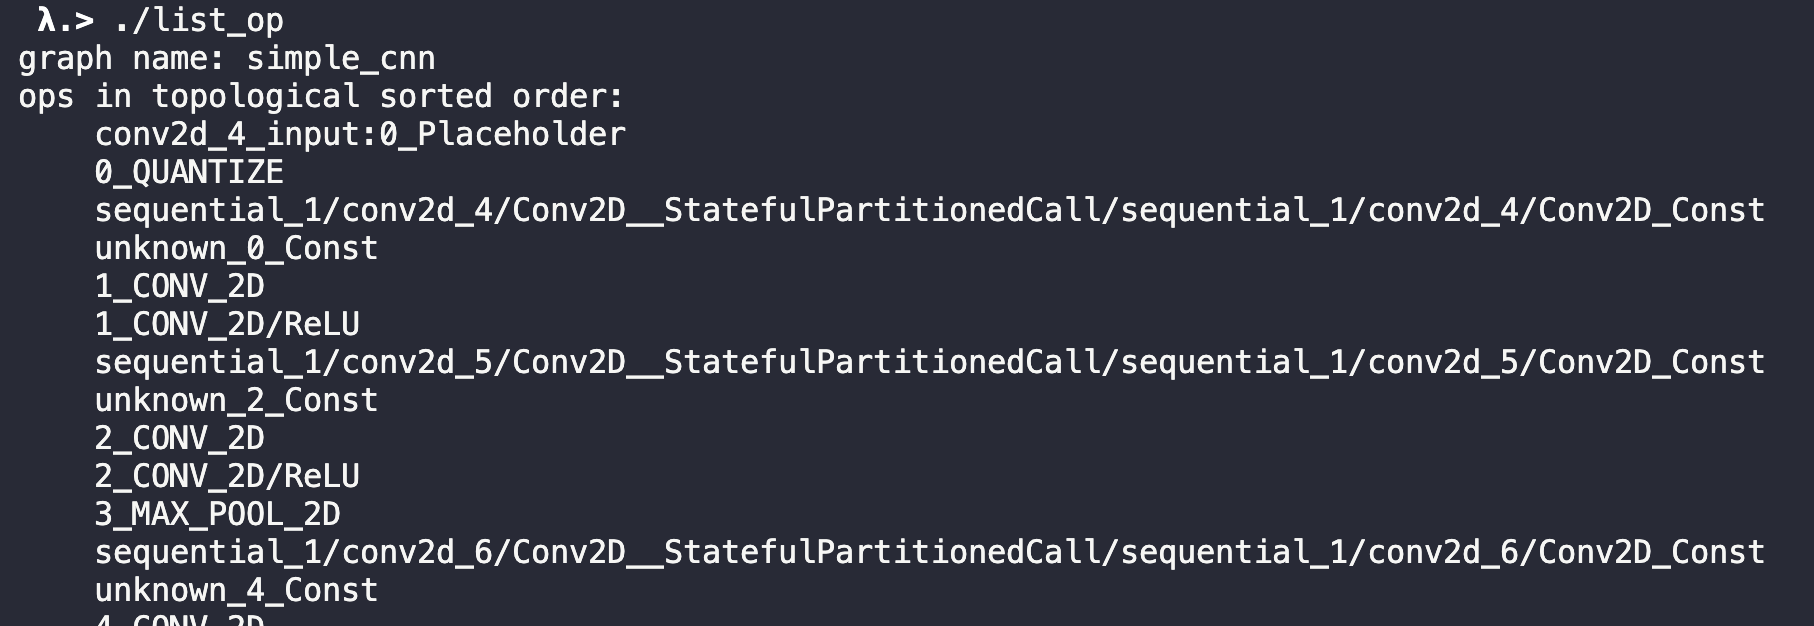 λ.> ./list_op
graph name: simple_cnn
ops in topological sorted order:
conv2d_4_input:0_Placeholder
0_QUANTIZE
sequential_1/conv2d_4/Conv2D__StatefulPartitionedCall/sequential_1/conv2d_4/Conv2D_Const
unknown_0_Const
1_CONV_2D
1_CONV_2D/ReLU
sequential_1/conv2d_5/Conv2D__StatefulPartitionedCall/sequential_1/conv2d_5/Conv2D_Const
unknown_2_Const
2_CONV_2D
2_CONV_2D/ReLU
3_MAX_POOL_2D
sequential_1/conv2d_6/Conv2D__StatefulPartitionedCall/sequential_1/conv2d_6/Conv2D_Const
unknown_4_Const
4_CONV_2D